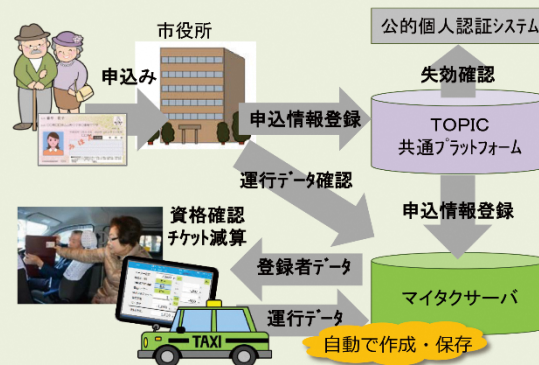 市役所
公的個人認証システム
申込み
失効確認
申込情報登録
TOPIC
共通プラットフォーム
運行データ確認
申込情報登録
資格確認
チケット減算
登録者データ
マイタクサーバ
運行データ
TAXI
自動で作成・保存